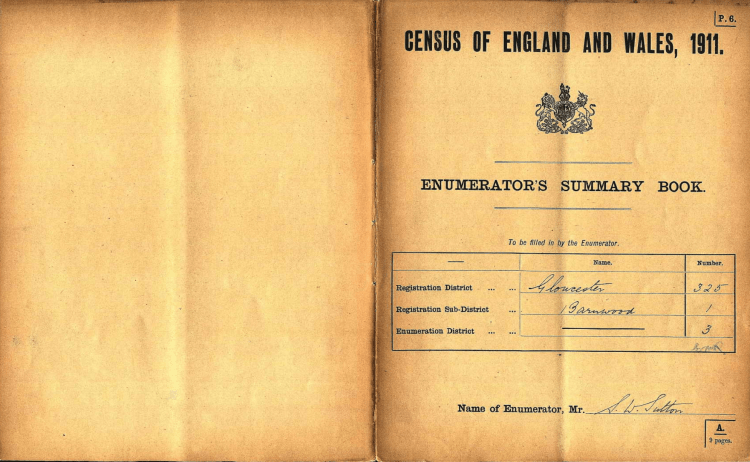 P. 6.
CENSUS OF ENGLAND AND WALES, 1911.
ENUMERATOR'S SUMMARY BOOK.
To be filled in by the Enumerator.
— Name. Number.
Registration District ... ... Gloucester 325
Registration Sub-District ... Barnwood 1
Enumeration District ... ... — 3
Name of Enumerator, Mr. S. W. Sutton
A.
9 pages.